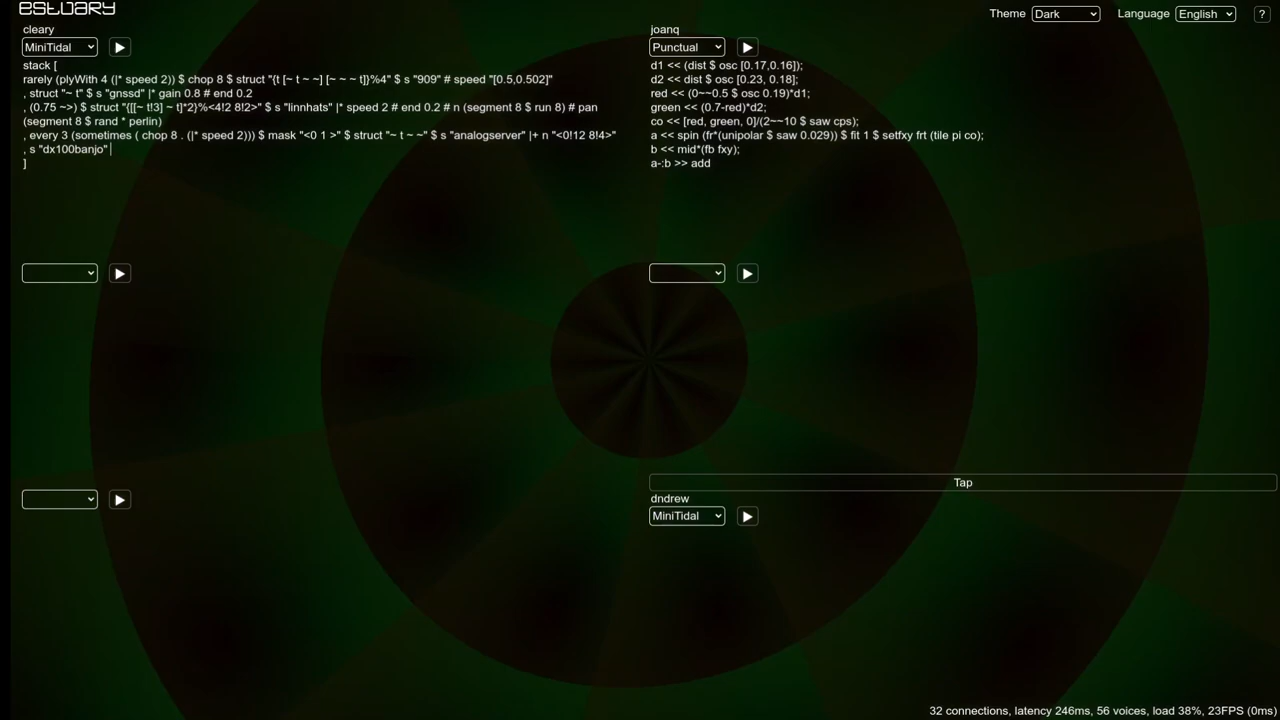 estuary
Theme Dark Language English ?
cleary
MiniTidal
stack [
rarely (plyWith 4 (|* speed 2)) $ chop 8 $ struct "{t [~ t ~ ~] [~ ~ ~ t]}%4" $ s "909" # speed "[0.5,0.502]"
, struct "~ t" $ s "gnssd" |* gain 0.8 # end 0.2
, (0.75 ~>) $ struct "{[[~ t!3] ~ t]*2}%<4!2 8!2>" $ s "linnhats" |* speed 2 # end 0.2 # n (segment 8 $ run 8) # pan
(segment 8 $ rand * perlin)
, every 3 (sometimes ( chop 8 . (|* speed 2))) $ mask "<0 1 >" $ struct "~ t ~ ~" $ s "analogserver" |+ n "<0!12 8!4>"
, s "dx100banjo"
]
joanq
Punctual
d1 << (dist $ osc [0.17,0.16]);
d2 << dist $ osc [0.23, 0.18];
red << (0~~0.5 $ osc 0.19)*d1;
green << (0.7-red)*d2;
co << [red, green, 0]/(2~~10 $ saw cps);
a << spin (fr*(unipolar $ saw 0.029)) $ fit 1 $ setfxy frt (tile pi co);
b << mid*(fb fxy);
a-:b >> add
Tap
dndrew
MiniTidal
32 connections, latency 246ms, 56 voices, load 38%, 23FPS (0ms)